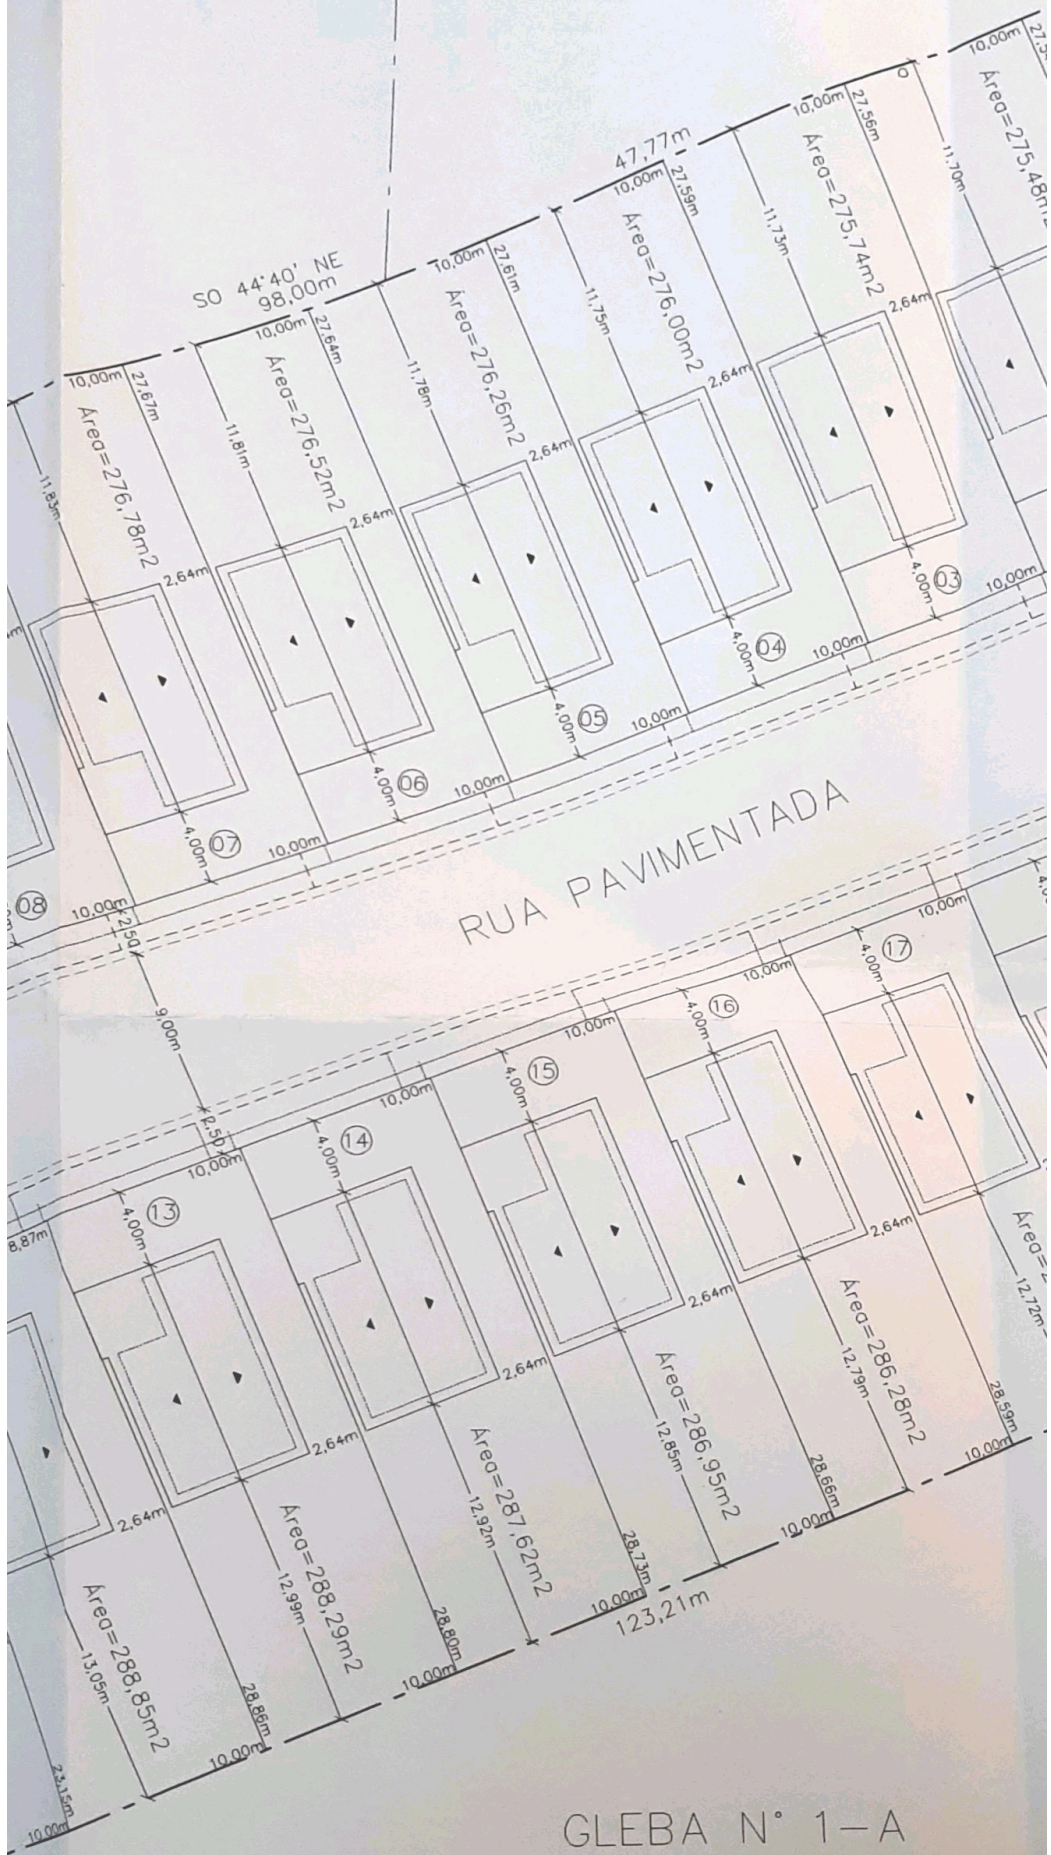 SO 44°40' NE
98,00m
47,77m
10,00m
10,00m
10,00m
10,00m
10,00m
10,00m
27,67m
27,64m
27,61m
27,59m
27,56m
11,83m
11,81m
11,78m
11,75m
11,73m
11,70m
Área=276,78m2
Área=276,52m2
Área=276,26m2
Área=276,00m2
Área=275,74m2
Área=275,48m2
2,64m
2,64m
2,64m
2,64m
2,64m
4,00m
4,00m
4,00m
4,00m
4,00m
08
07
06
05
04
03
10,00m
10,00m
10,00m
10,00m
10,00m
10,00m
2,50
RUA PAVIMENTADA
9,00m
2,50
8,87m
10,00m
10,00m
10,00m
10,00m
10,00m
13
14
15
16
17
4,00m
4,00m
4,00m
4,00m
4,00m
2,64m
2,64m
2,64m
2,64m
2,64m
Área=288,85m2
Área=288,29m2
Área=287,62m2
Área=286,95m2
Área=286,28m2
13,05m
12,99m
12,92m
12,85m
12,79m
12,72m
23,15m
28,86m
28,80m
28,73m
28,66m
28,59m
10,00m
10,00m
10,00m
10,00m
10,00m
10,00m
123,21m
GLEBA N° 1-A